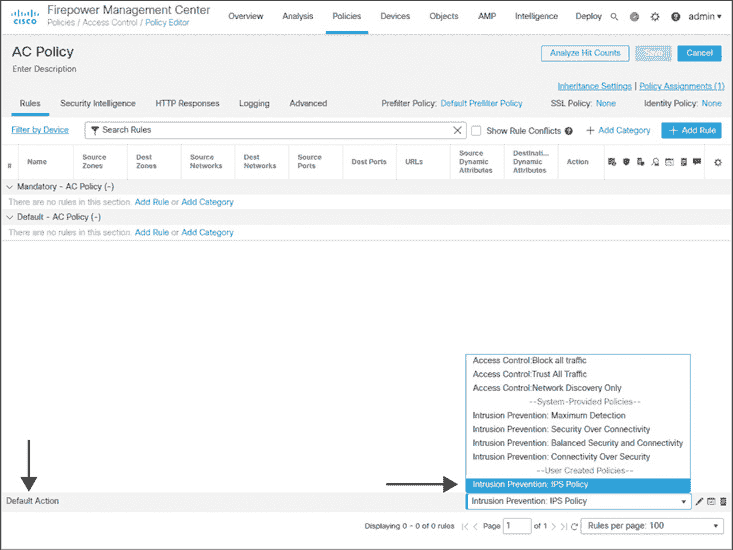 Firepower Management Center
CISCO
Policies / Access Control / Policy Editor
Overview Analysis Policies Devices Objects AMP Intelligence Deploy admin
AC Policy
Enter Description
Analyze Hit Counts Save Cancel
Inheritance Settings | Policy Assignments (1)
Rules Security Intelligence HTTP Responses Logging Advanced Prefilter Policy: Default Prefilter Policy SSL Policy: None Identity Policy: None
Filter by Device Search Rules Show Rule Conflicts + Add Category + Add Rule
# Name Source Zones Dest Zones Source Networks Dest Networks Source Ports Dest Ports URLs Source Dynamic Attributes Destinati... Dynamic Attributes Action
Mandatory - AC Policy (-)
There are no rules in this section. Add Rule or Add Category
Default - AC Policy (-)
There are no rules in this section. Add Rule or Add Category
Access Control:Block all traffic
Access Control:Trust All Traffic
Access Control:Network Discovery Only
--System-Provided Policies--
Intrusion Prevention: Maximum Detection
Intrusion Prevention: Security Over Connectivity
Intrusion Prevention: Balanced Security and Connectivity
Intrusion Prevention: Connectivity Over Security
--User Created Policies--
Intrusion Prevention: IPS Policy
Default Action Intrusion Prevention: IPS Policy
Displaying 0 - 0 of 0 rules Page 1 of 1 Rules per page: 100